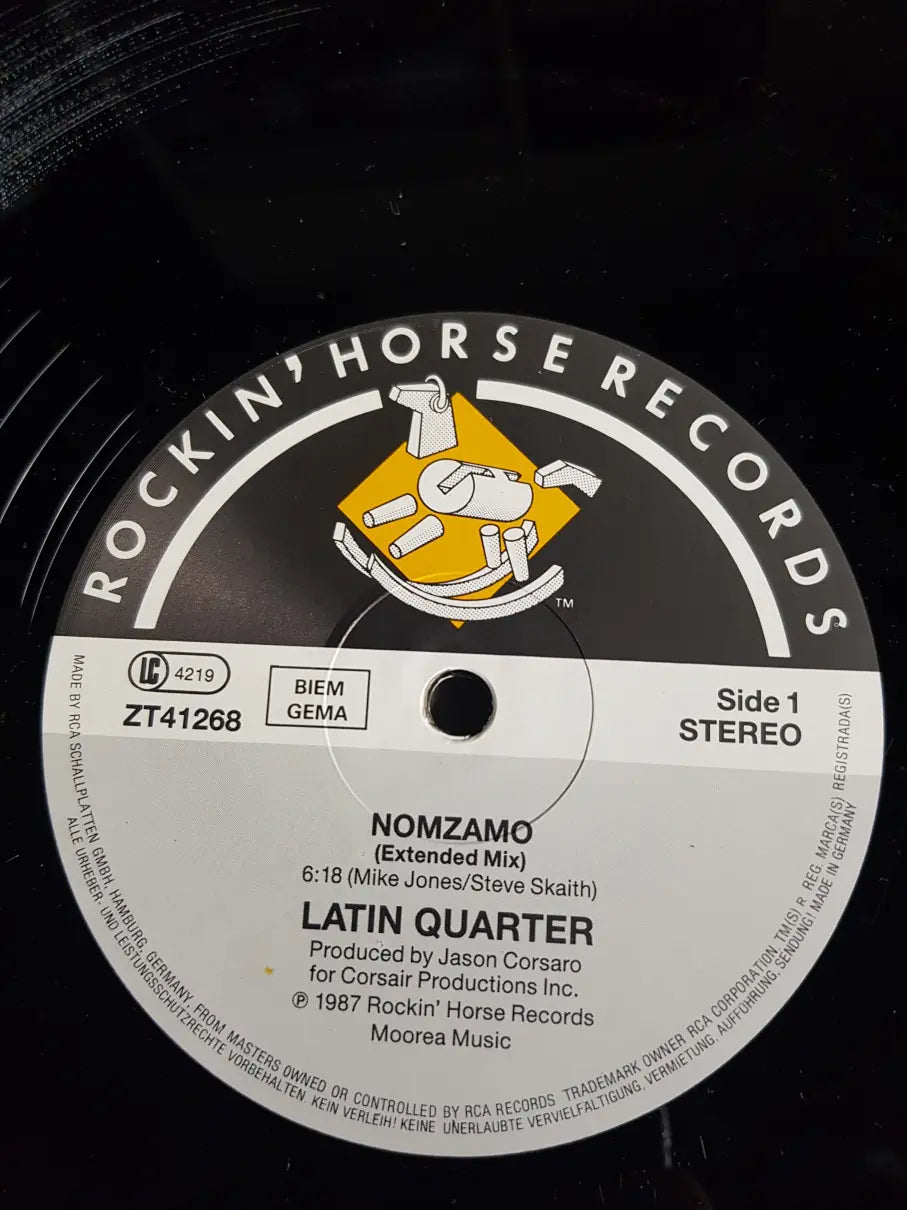 ROCKIN' HORSE RECORDS
TM
LC 4219
ZT41268
BIEM
GEMA
Side 1
STEREO
NOMZAMO
(Extended Mix)
6:18 (Mike Jones/Steve Skaith)
LATIN QUARTER
Produced by Jason Corsaro
for Corsair Productions Inc.
℗ 1987 Rockin' Horse Records
Moorea Music
MADE BY RCA SCHALLPLATTEN GMBH, HAMBURG, GERMANY, FROM MASTERS OWNED OR CONTROLLED BY RCA RECORDS TRADEMARK OWNER RCA CORPORATION, TM(S) R REG. MARCA(S) REGISTRADA(S)
ALLE URHEBER- UND LEISTUNGSSCHUTZRECHTE VORBEHALTEN. KEIN VERLEIH! KEINE UNERLAUBTE VERVIELFÄLTIGUNG, VERMIETUNG, AUFFÜHRUNG, SENDUNG! MADE IN GERMANY